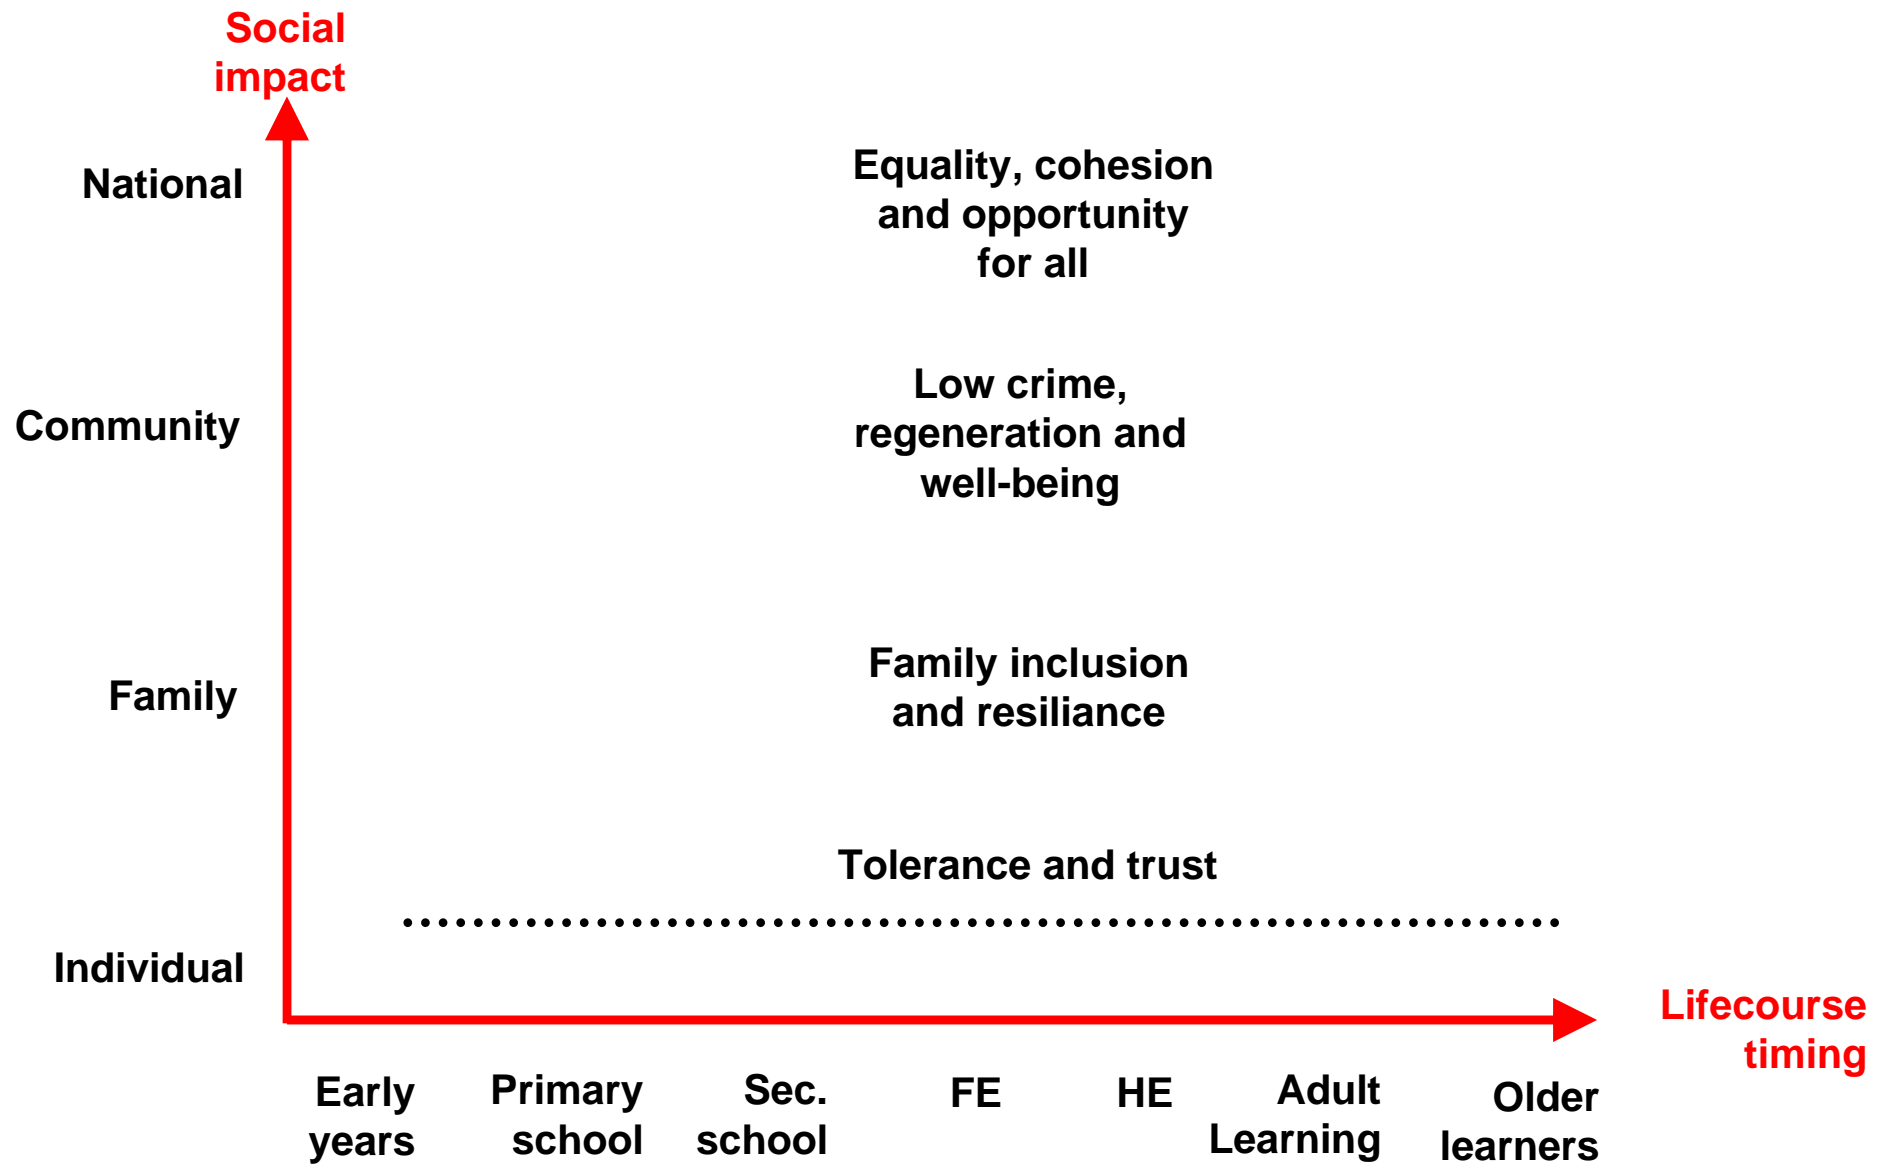 Social
impact
National
Equality, cohesion
and opportunity
for all
Community
Low crime,
regeneration and
well-being
Family
Family inclusion
and resiliance
Tolerance and trust
Individual
Lifecourse
timing
Early
years
Primary
school
Sec.
school
FE
HE
Adult
Learning
Older
learners